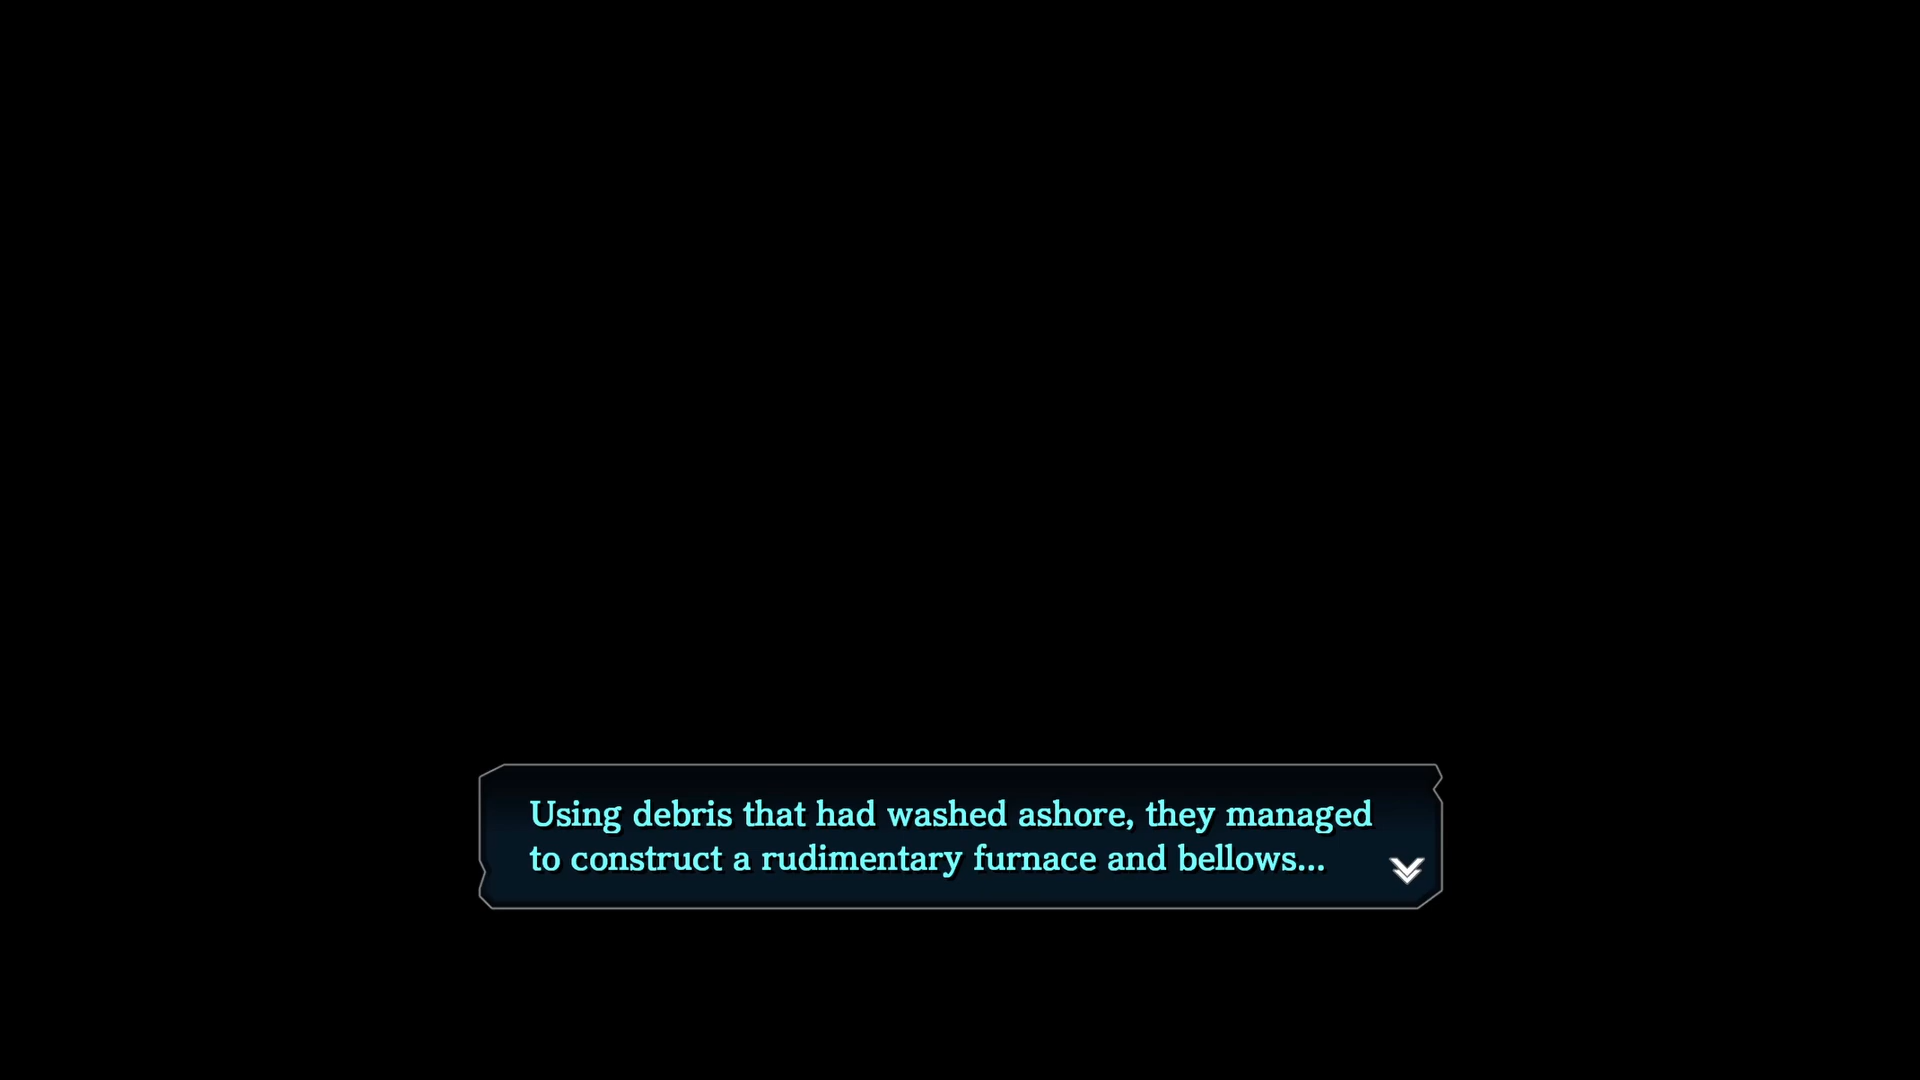 Using debris that had washed ashore, they managed
to construct a rudimentary furnace and bellows...